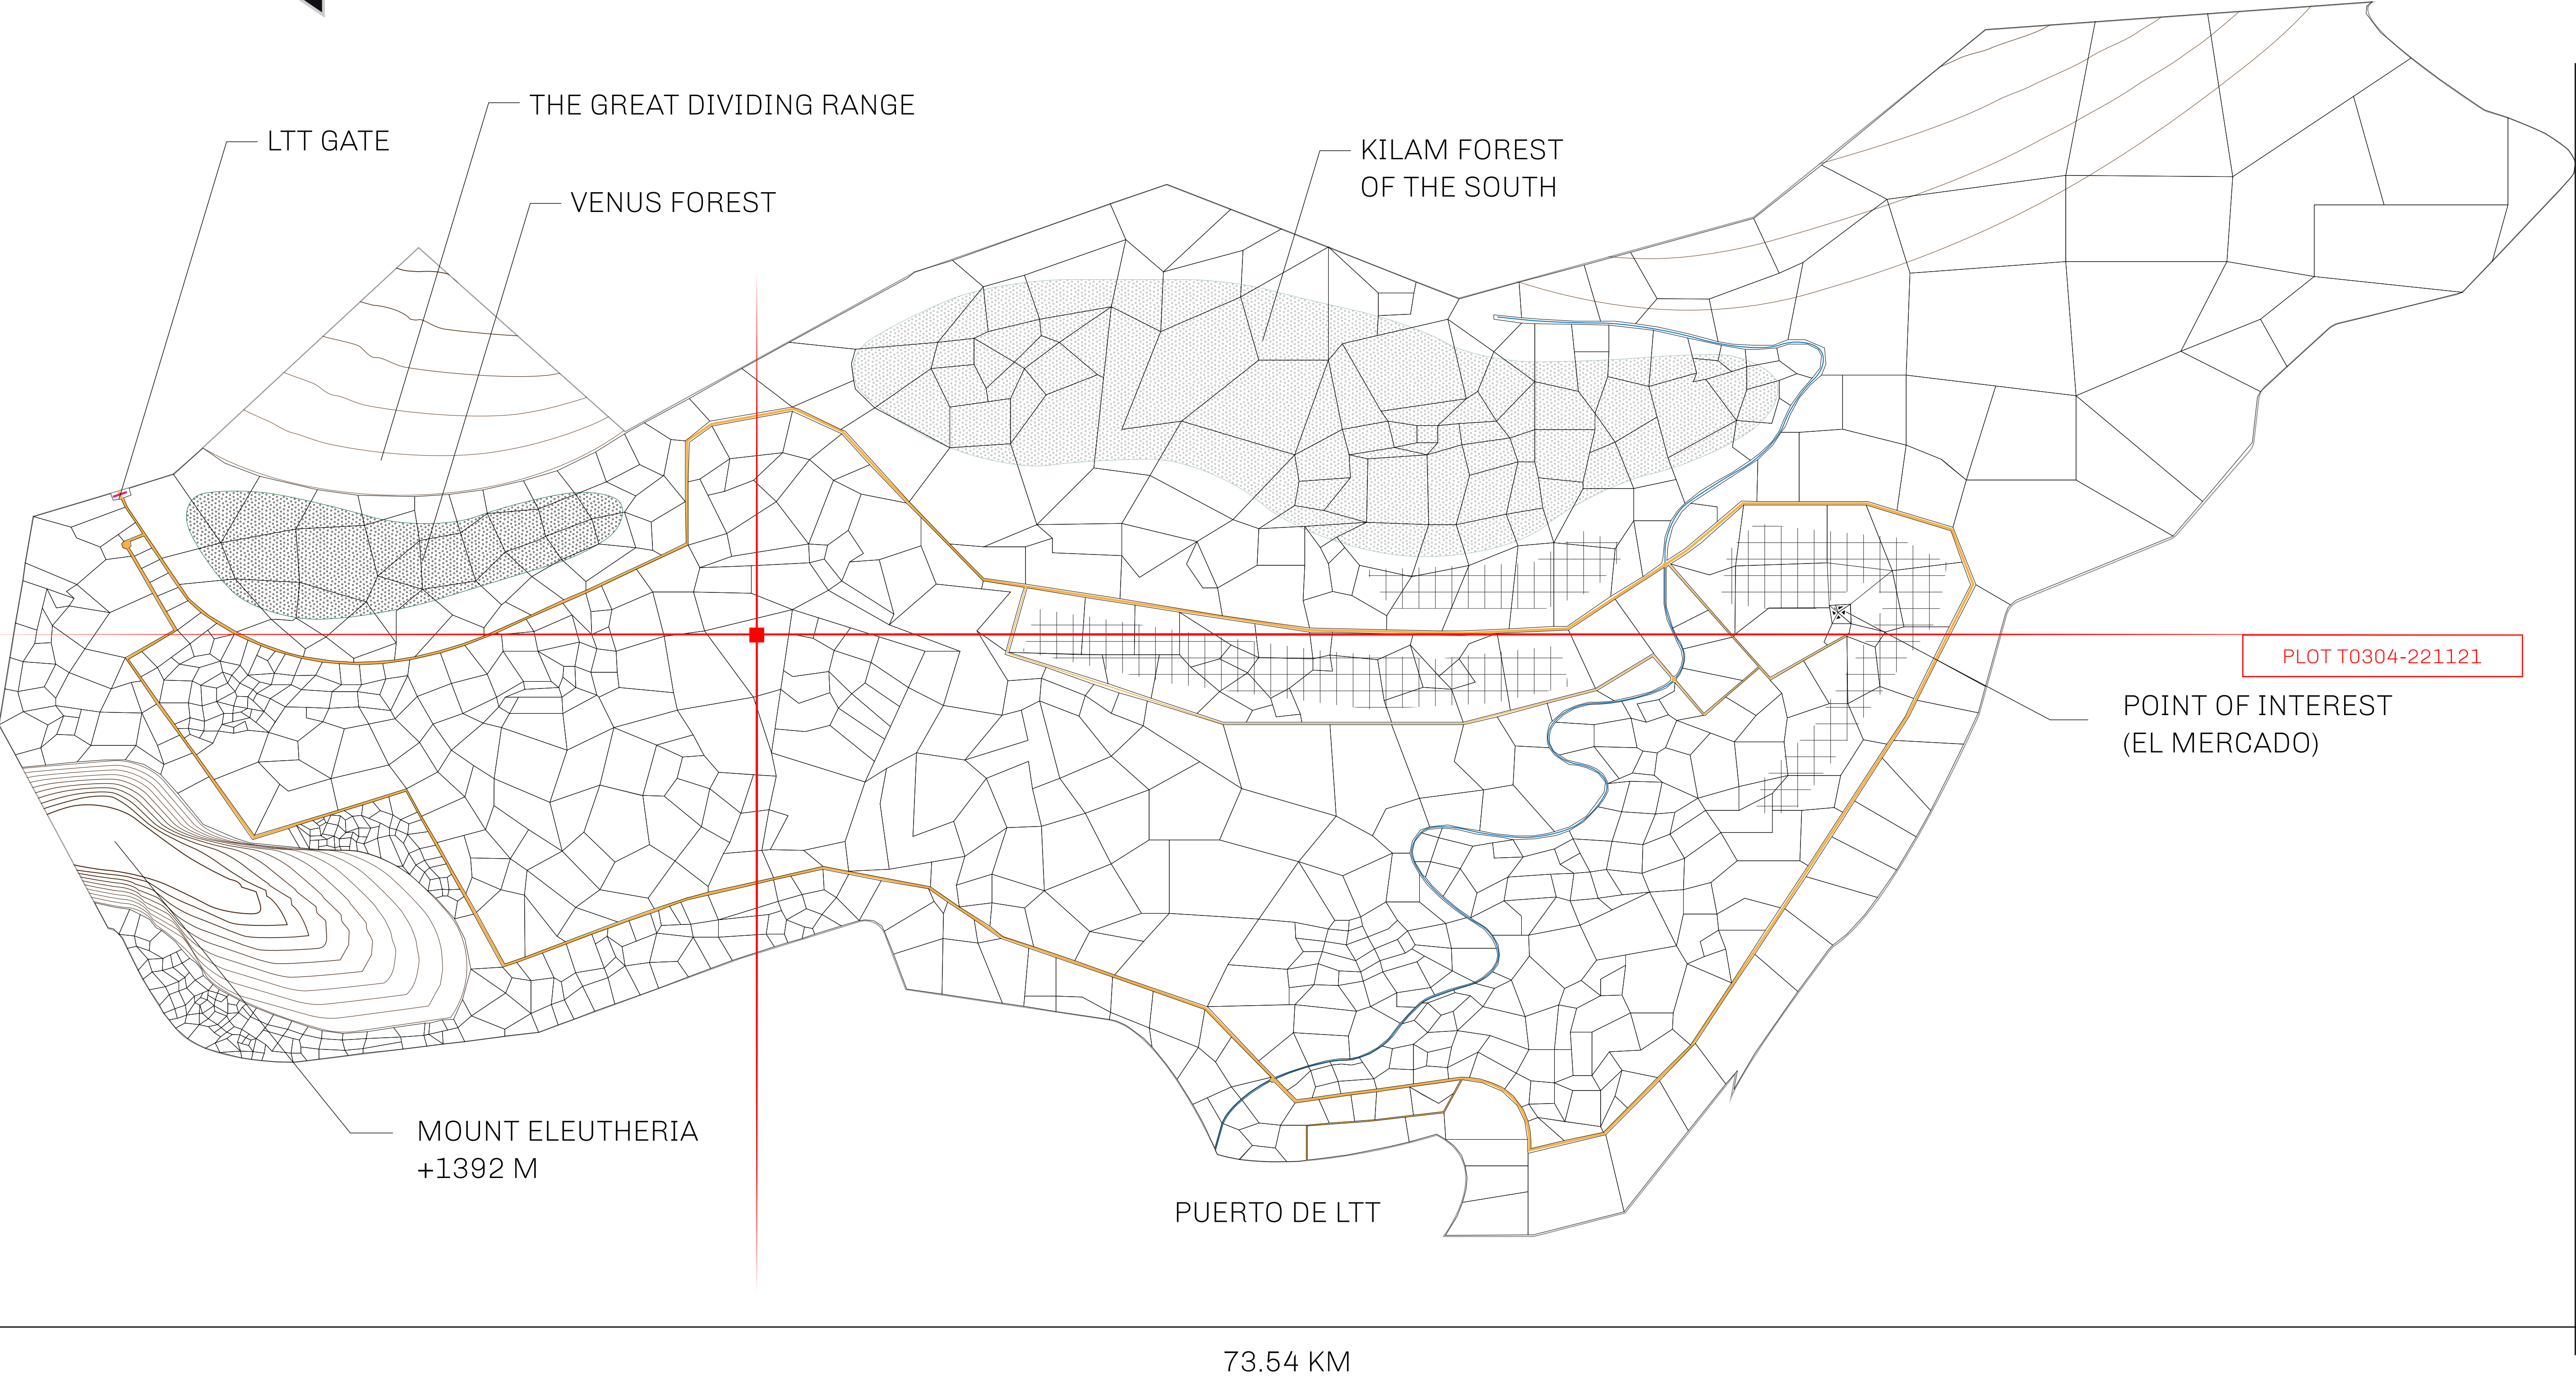 THE GREAT DIVIDING RANGE
LTT GATE
KILAM FOREST
OF THE SOUTH
VENUS FOREST
PLOT T0304-221121
POINT OF INTEREST
(EL MERCADO)
MOUNT ELEUTHERIA
+1392 M
PUERTO DE LTT
73.54 KM